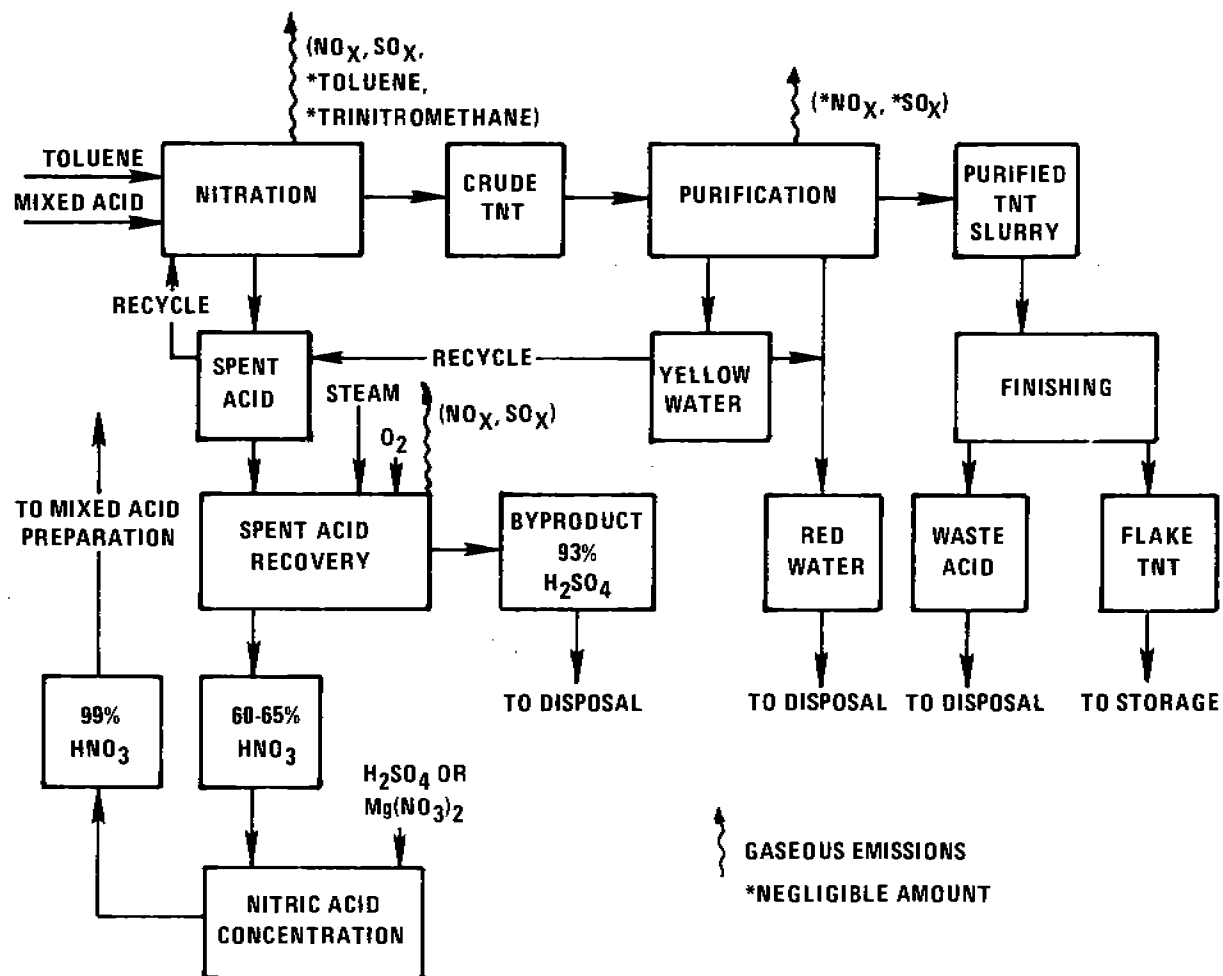 (NOX, SOX,
*TOLUENE,
*TRINITROMETHANE)
(*NOX, *SOX)
TOLUENE
MIXED ACID
NITRATION
CRUDE
TNT
PURIFICATION
PURIFIED
TNT
SLURRY
RECYCLE
SPENT
ACID
RECYCLE
YELLOW
WATER
FINISHING
STEAM
O2
(NOX, SOX)
TO MIXED ACID
PREPARATION
SPENT ACID
RECOVERY
BYPRODUCT
93%
H2SO4
RED
WATER
WASTE
ACID
FLAKE
TNT
TO DISPOSAL
TO DISPOSAL
TO DISPOSAL
TO STORAGE
99%
HNO3
60-65%
HNO3
H2SO4 OR
Mg(NO3)2
NITRIC ACID
CONCENTRATION
GASEOUS EMISSIONS
*NEGLIGIBLE AMOUNT